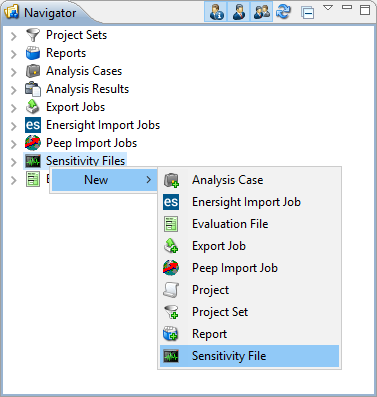 Navigator
Project Sets
Reports
Analysis Cases
Analysis Results
Export Jobs
es Enersight Import Jobs
Peep Import Jobs
Sensitivity Files
E
New
Analysis Case
es Enersight Import Job
Evaluation File
Export Job
Peep Import Job
Project
Project Set
Report
Sensitivity File